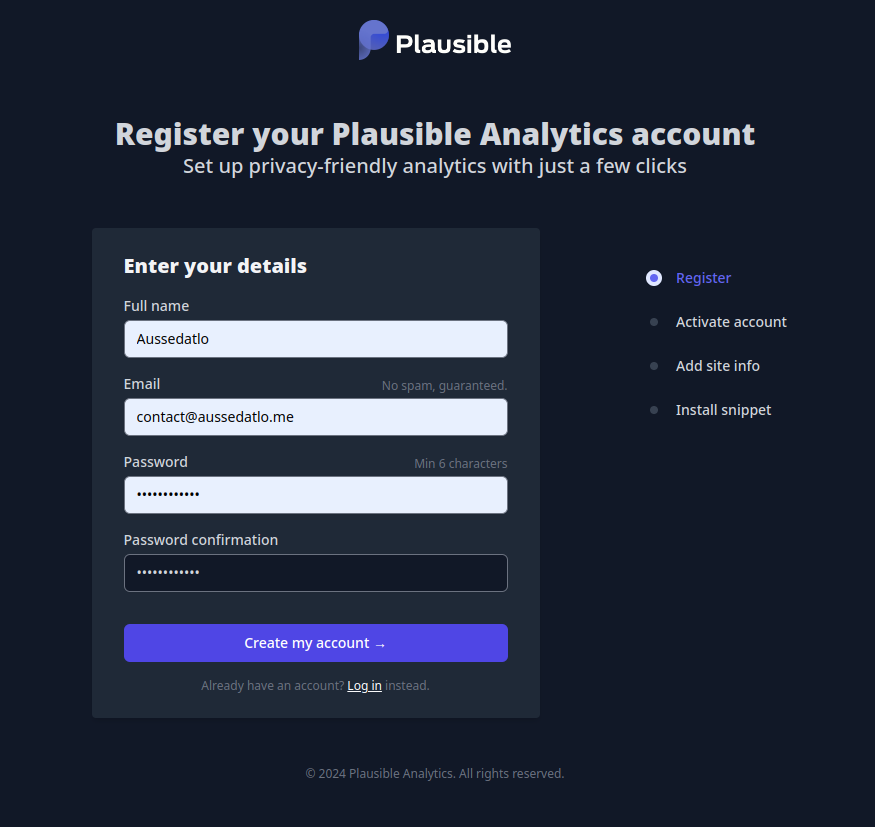 Plausible
Register your Plausible Analytics account
Set up privacy-friendly analytics with just a few clicks
Enter your details
Full name
Aussedatlo
Email No spam, guaranteed.
contact@aussedatlo.me
Password Min 6 characters
••••••••••••
Password confirmation
••••••••••••
Create my account →
Already have an account? Log in instead.
Register
Activate account
Add site info
Install snippet
© 2024 Plausible Analytics. All rights reserved.